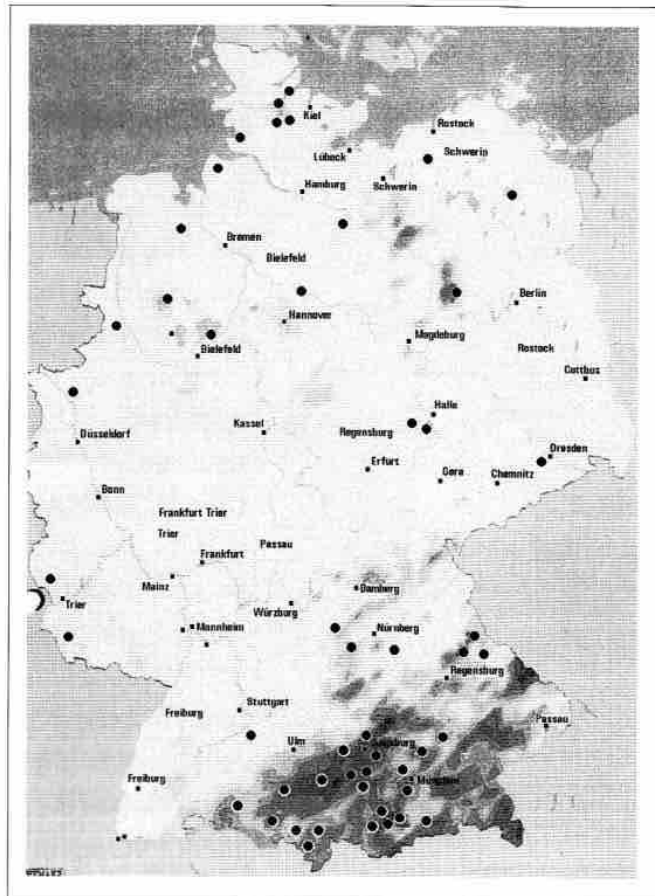 Kiel
Rostock
Lübeck
Schwerin
Schwerin
Hamburg
Bremen
Bielefeld
Berlin
Hannover
Magdeburg
Rostock
Bielefeld
Cottbus
Halle
Kassel
Regensburg
Düsseldorf
Dresden
Erfurt
Gera
Chemnitz
Bonn
Frankfurt Trier
Trier
Passau
Frankfurt
Mainz
Bamberg
Trier
Würzburg
Mannheim
Nürnberg
Regensburg
Stuttgart
Freiburg
Passau
Ulm
Freiburg